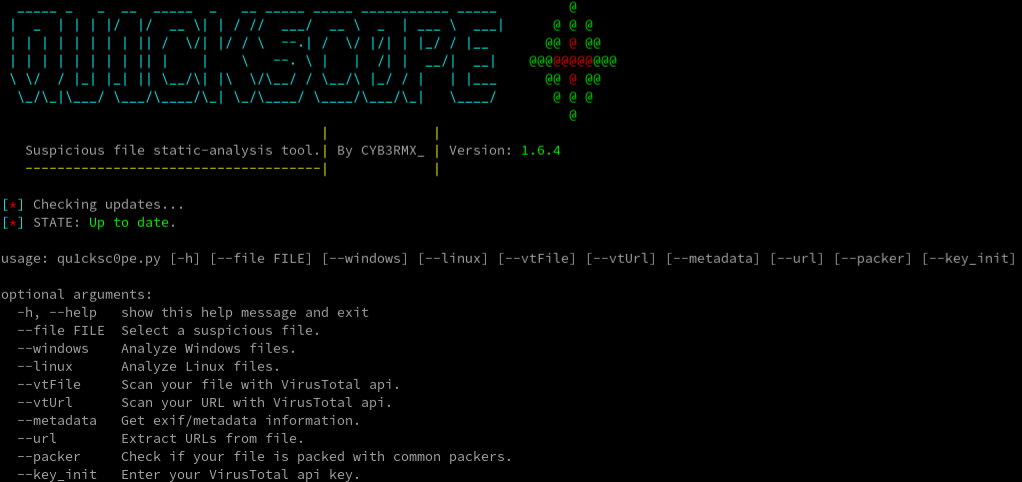 QU1CKSC0PE
Suspicious file static-analysis tool.| By CYB3RMX_ | Version: 1.6.4
[*] Checking updates...
[*] STATE: Up to date.
usage: qu1cksc0pe.py [-h] [--file FILE] [--windows] [--linux] [--vtFile] [--vtUrl] [--metadata] [--url] [--packer] [--key_init]
optional arguments:
-h, --help show this help message and exit
--file FILE Select a suspicious file.
--windows Analyze Windows files.
--linux Analyze Linux files.
--vtFile Scan your file with VirusTotal api.
--vtUrl Scan your URL with VirusTotal api.
--metadata Get exif/metadata information.
--url Extract URLs from file.
--packer Check if your file is packed with common packers.
--key_init Enter your VirusTotal api key.